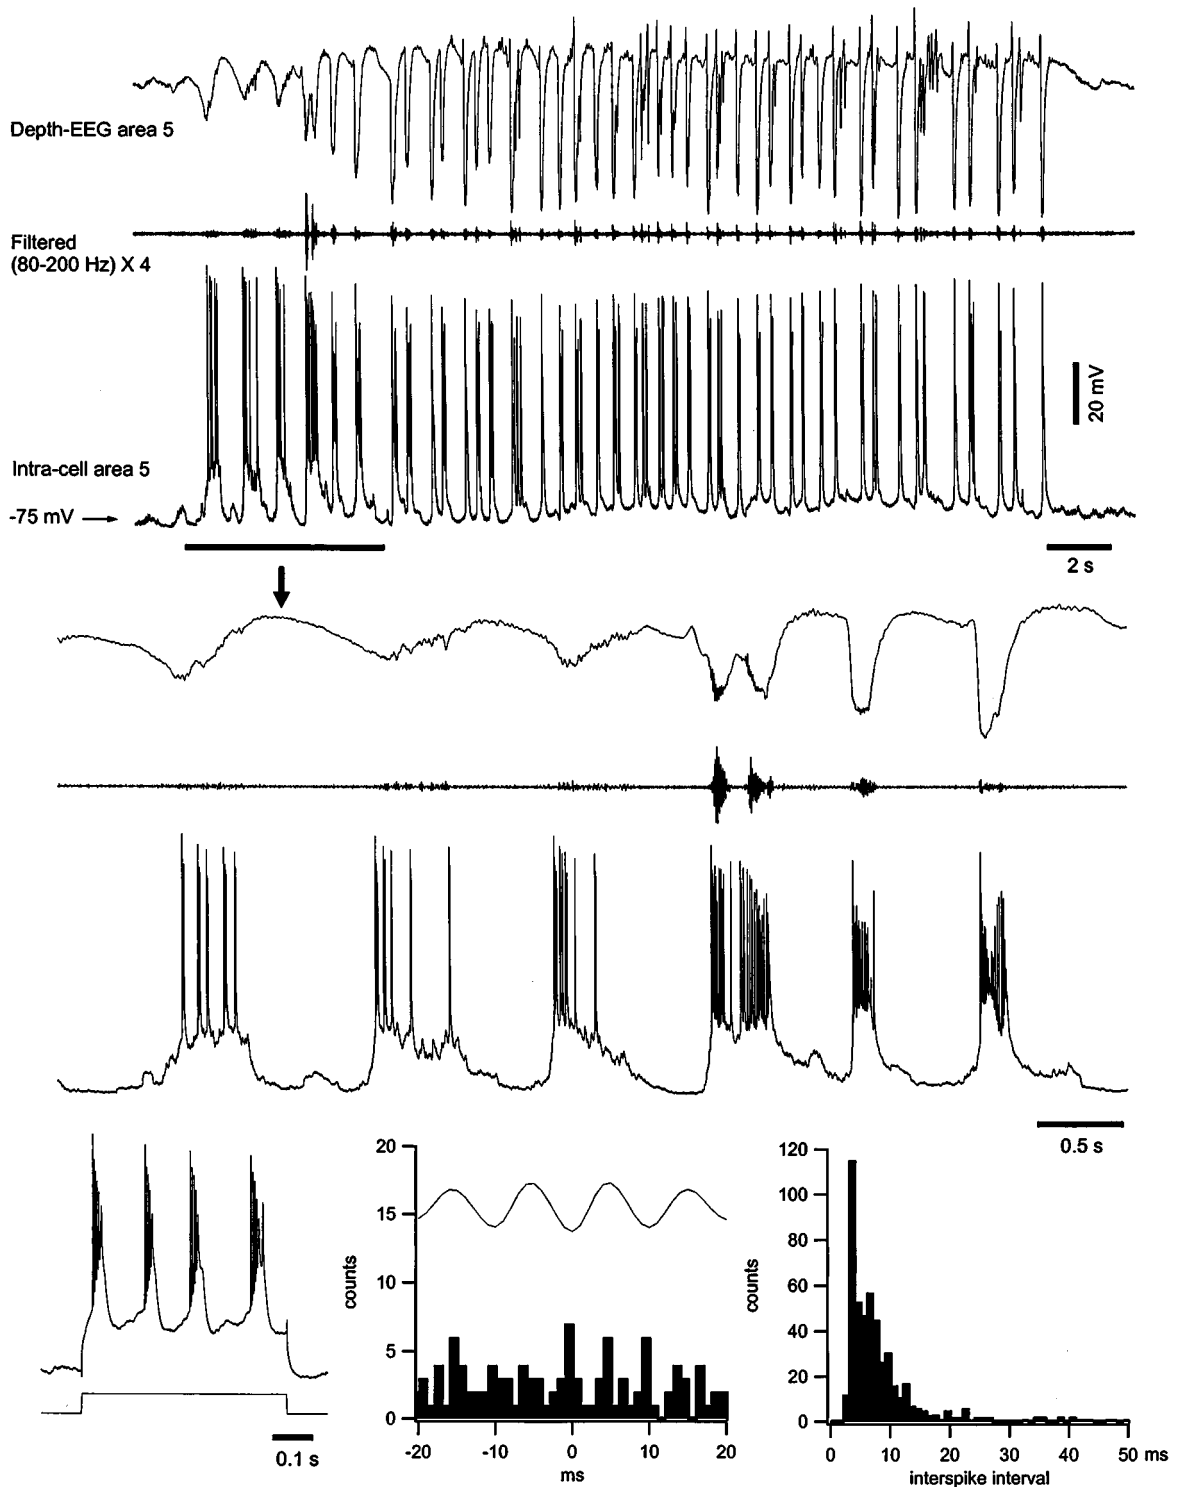 Depth-EEG area 5
Filtered
(80-200 Hz) X 4
20 mV
Intra-cell area 5
-75 mV
2 s
0.5 s
0.1 s
20
15
10
5
0
counts
-20 -10 0 10 20
ms
120
100
80
60
40
20
0
counts
0 10 20 30 40 50 ms
interspike interval